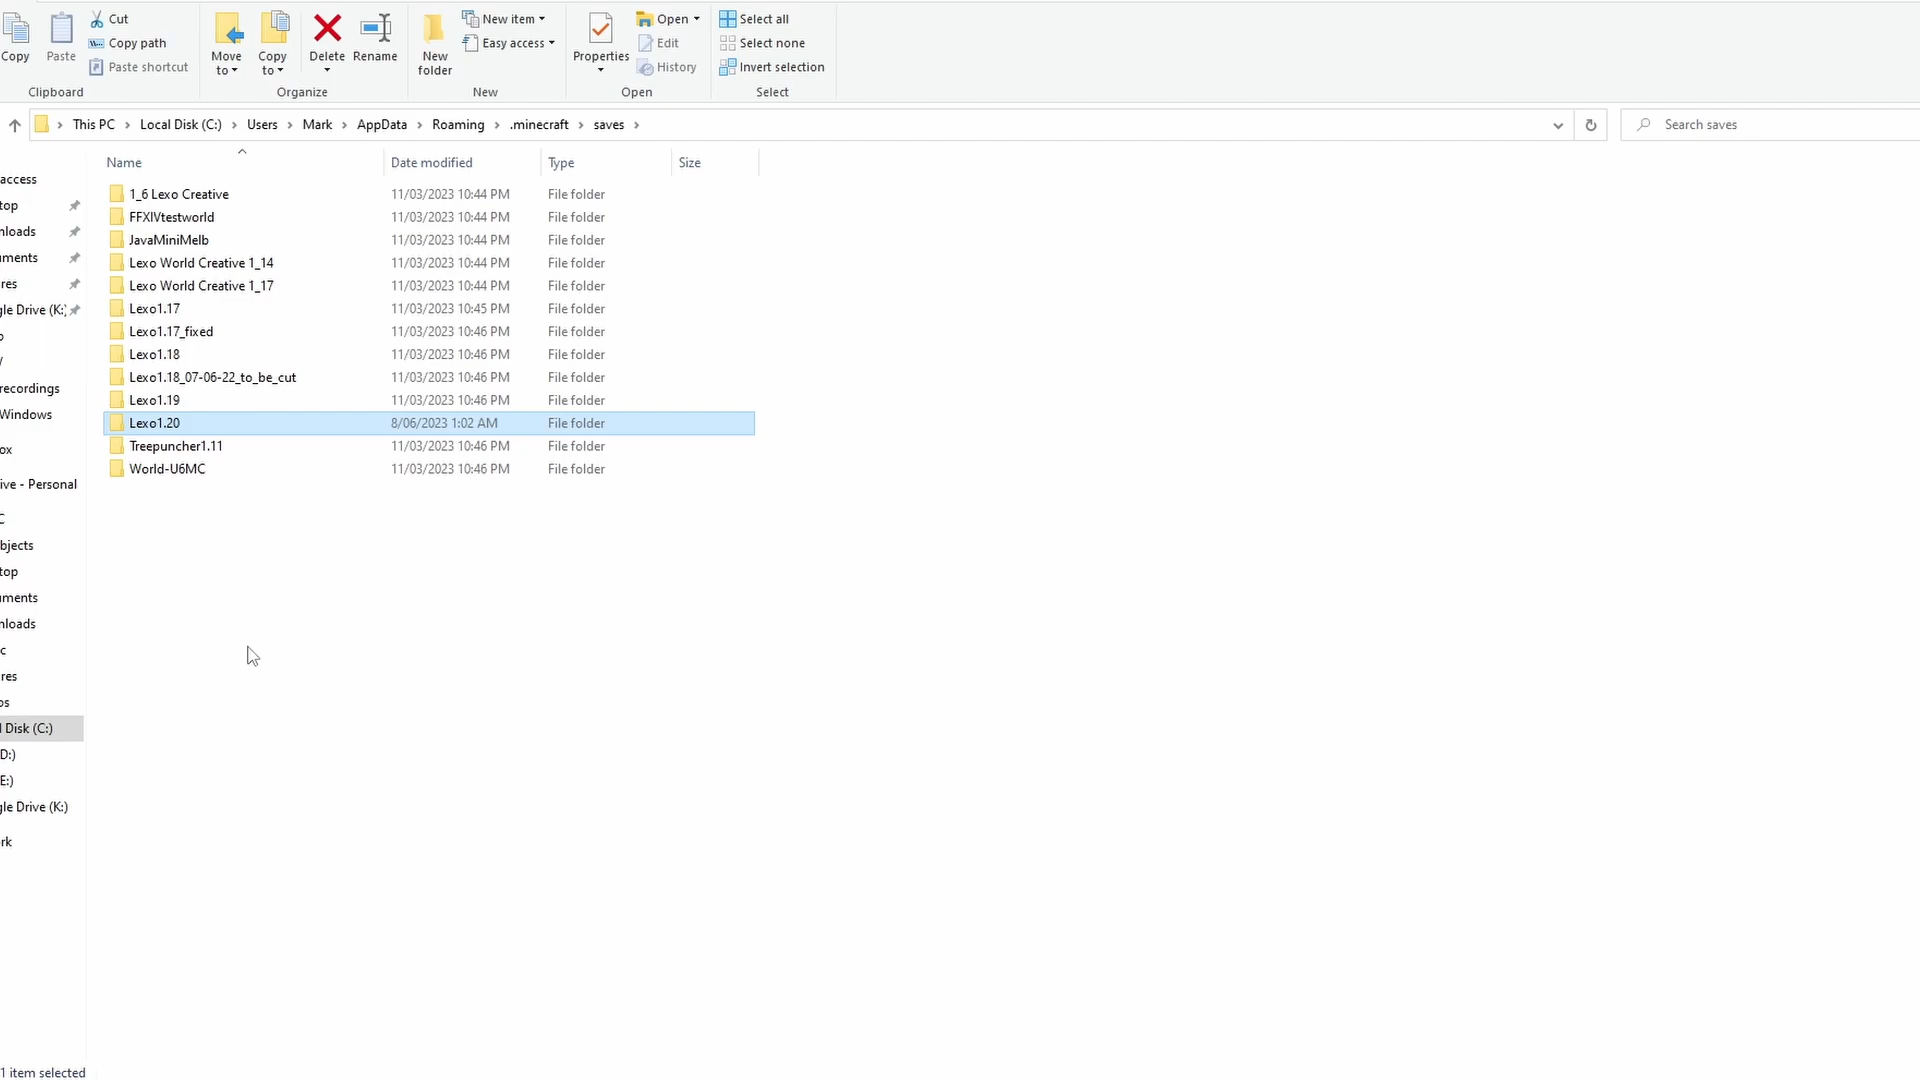 Copy
Paste
Cut
Copy path
Paste shortcut
Clipboard
Move to
Copy to
Delete
Rename
Organize
New folder
New item
Easy access
New
Properties
Open
Edit
History
Open
Select all
Select none
Invert selection
Select
This PC > Local Disk (C:) > Users > Mark > AppData > Roaming > .minecraft > saves >
Search saves
Name Date modified Type Size
1_6 Lexo Creative 11/03/2023 10:44 PM File folder
FFXIVtestworld 11/03/2023 10:44 PM File folder
JavaMiniMelb 11/03/2023 10:44 PM File folder
Lexo World Creative 1_14 11/03/2023 10:44 PM File folder
Lexo World Creative 1_17 11/03/2023 10:44 PM File folder
Lexo1.17 11/03/2023 10:45 PM File folder
Lexo1.17_fixed 11/03/2023 10:46 PM File folder
Lexo1.18 11/03/2023 10:46 PM File folder
Lexo1.18_07-06-22_to_be_cut 11/03/2023 10:46 PM File folder
Lexo1.19 11/03/2023 10:46 PM File folder
Lexo1.20 8/06/2023 1:02 AM File folder
Treepuncher1.11 11/03/2023 10:46 PM File folder
World-U6MC 11/03/2023 10:46 PM File folder
access
top
nloads
uments
res
gle Drive (K:)
recordings
Windows
ox
ive - Personal
C
bjects
top
uments
nloads
c
res
os
l Disk (C:)
D:)
E:)
gle Drive (K:)
rk
1 item selected